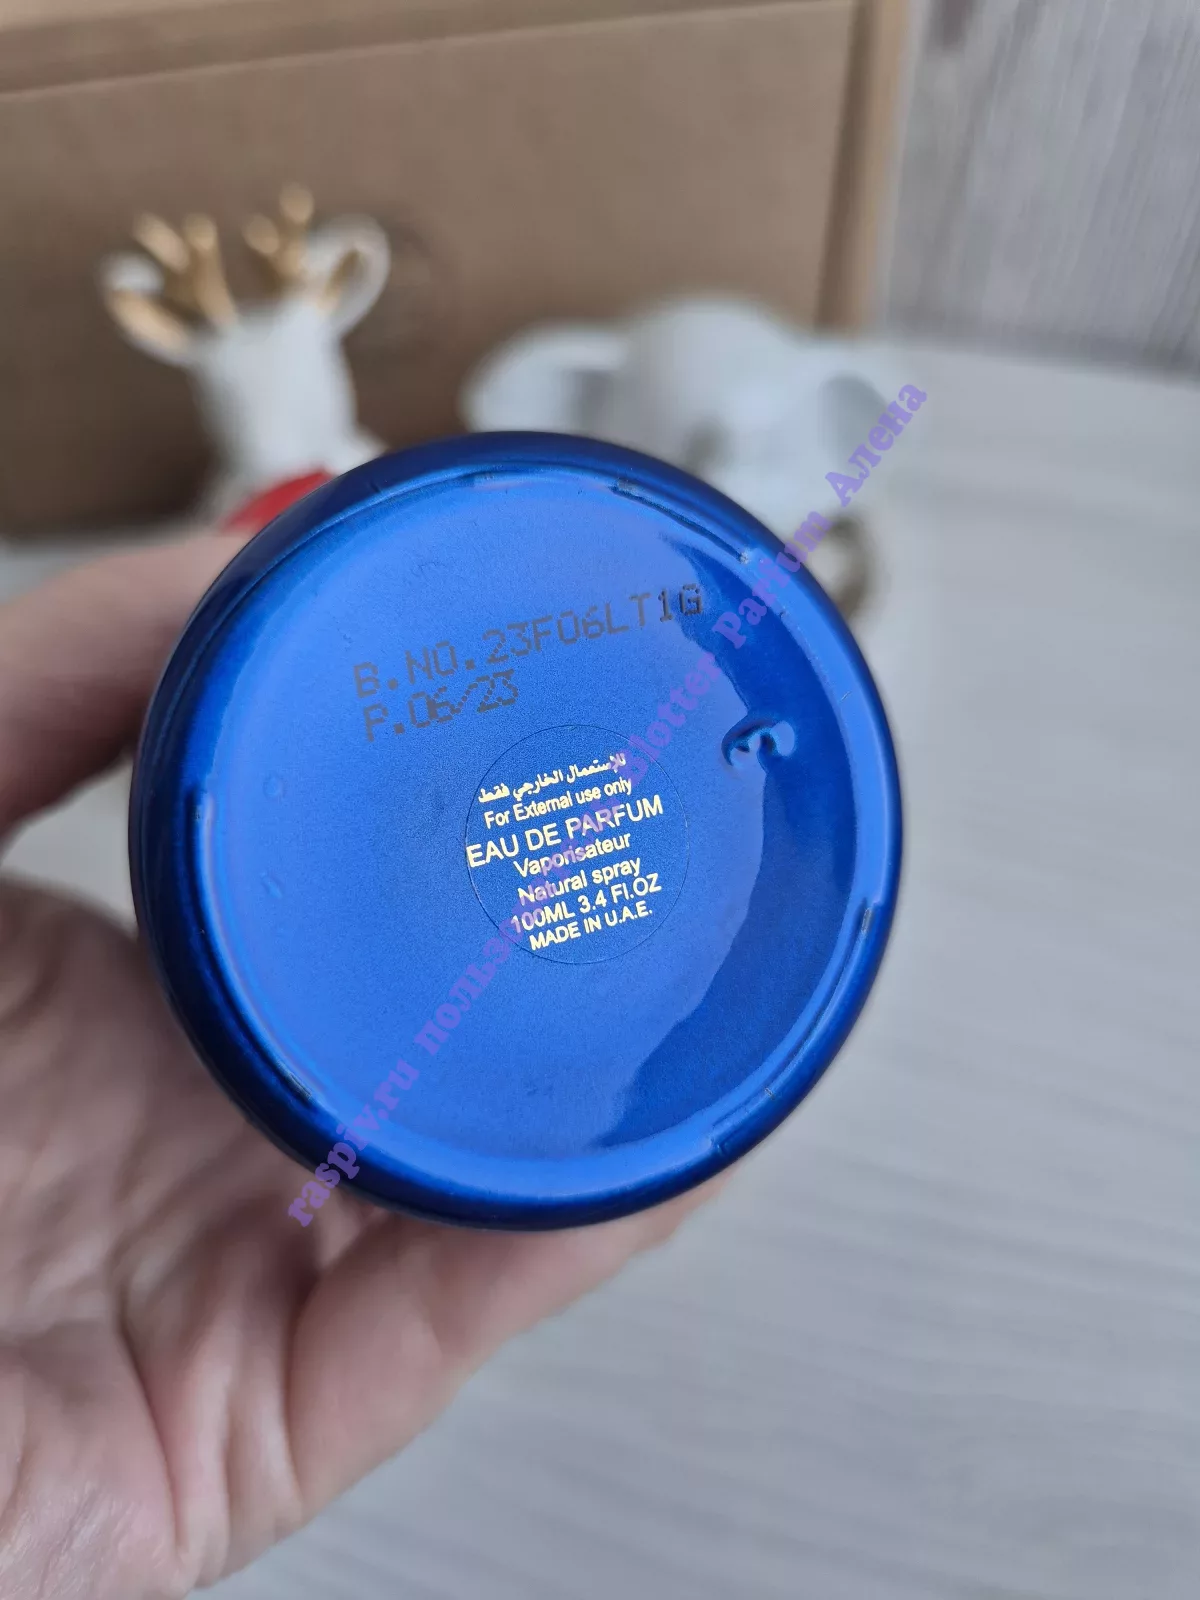 B.NO.23F06LT1G
P.06/23
للإستعمال الخارجي فقط
For External use only
EAU DE PARFUM
Vaporisateur
Natural spray
100ML 3.4 Fl.OZ
MADE IN U.A.E.
raspiv.ru Blotter Parfum Алена